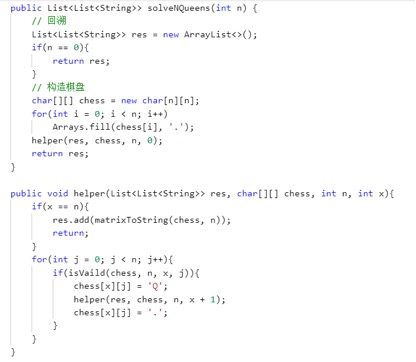 public List<List<String>> solveNQueens(int n) {
    // 回溯
    List<List<String>> res = new ArrayList<>();
    if(n == 0){
        return res;
    }
    // 构造棋盘
    char[][] chess = new char[n][n];
    for(int i = 0; i < n; i++)
        Arrays.fill(chess[i], '.');
    helper(res, chess, n, 0);
    return res;
}

public void helper(List<List<String>> res, char[][] chess, int n, int x){
    if(x == n){
        res.add(matrixToString(chess, n));
        return;
    }
    for(int j = 0; j < n; j++){
        if(isVaild(chess, n, x, j)){
            chess[x][j] = 'Q';
            helper(res, chess, n, x + 1);
            chess[x][j] = '.';
        }
    }
}